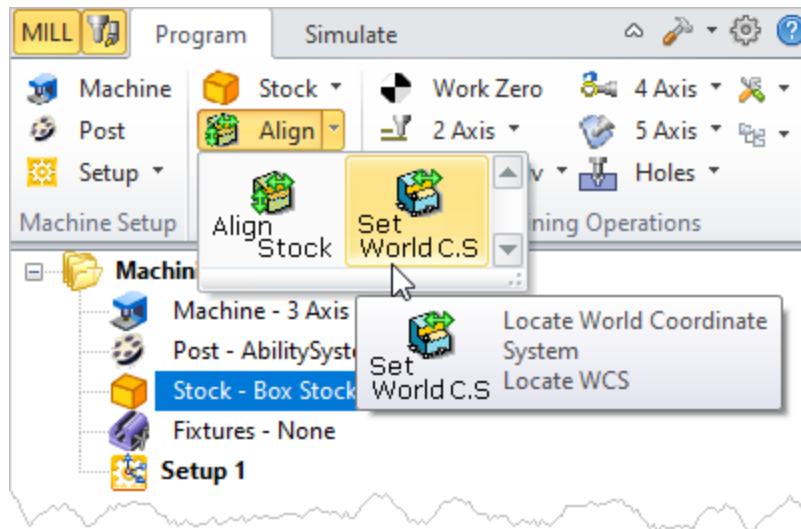 MILL
Program
Simulate
Machine
Stock
Work Zero
4 Axis
Post
Align
2 Axis
5 Axis
Setup
Holes
Machine Setup
ining Operations
Align
Stock
Set
World C.S
Machini
Machine - 3 Axis
Post - AbilitySyst
Stock - Box Stock
Fixtures - None
Setup 1
Set
World C.S
Locate World Coordinate
System
Locate WCS